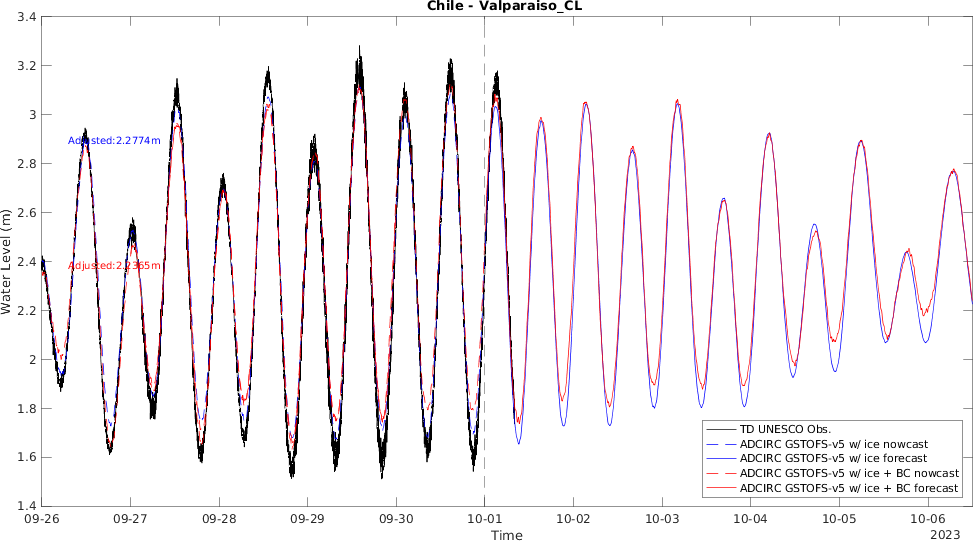 Chile - Valparaiso_CL
3.4
3.2
3
2.8
2.6
2.4
2.2
2
1.8
1.6
1.4
Water Level (m)
Adjusted:2.2774m
Adjusted:2.2365m
TD UNESCO Obs.
ADCIRC GSTOFS-v5 w/ ice nowcast
ADCIRC GSTOFS-v5 w/ ice forecast
ADCIRC GSTOFS-v5 w/ ice + BC nowcast
ADCIRC GSTOFS-v5 w/ ice + BC forecast
09-26 09-27 09-28 09-29 09-30 10-01 10-02 10-03 10-04 10-05 10-06
2023
Time